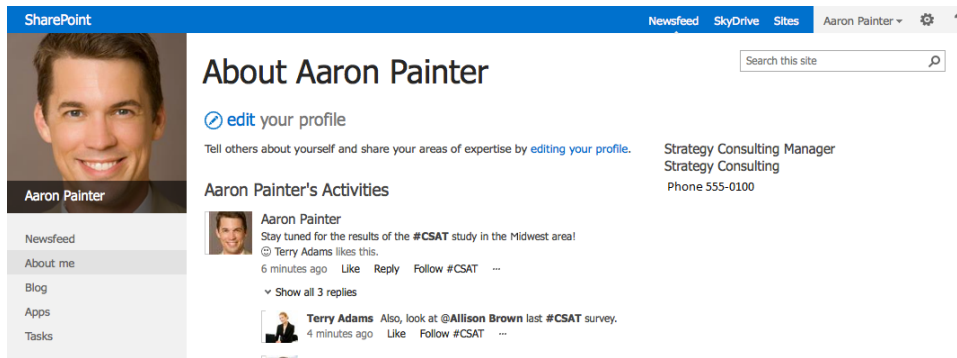 SharePoint
Newsfeed SkyDrive Sites Aaron Painter
About Aaron Painter
Search this site
edit your profile
Tell others about yourself and share your areas of expertise by editing your profile.
Strategy Consulting Manager
Strategy Consulting
Phone 555-0100
Aaron Painter
Newsfeed
About me
Blog
Apps
Tasks
Aaron Painter's Activities
Aaron Painter
Stay tuned for the results of the #CSAT study in the Midwest area!
Terry Adams likes this.
6 minutes ago Like Reply Follow #CSAT ...
Show all 3 replies
Terry Adams Also, look at @Allison Brown last #CSAT survey.
4 minutes ago Like Follow #CSAT ...